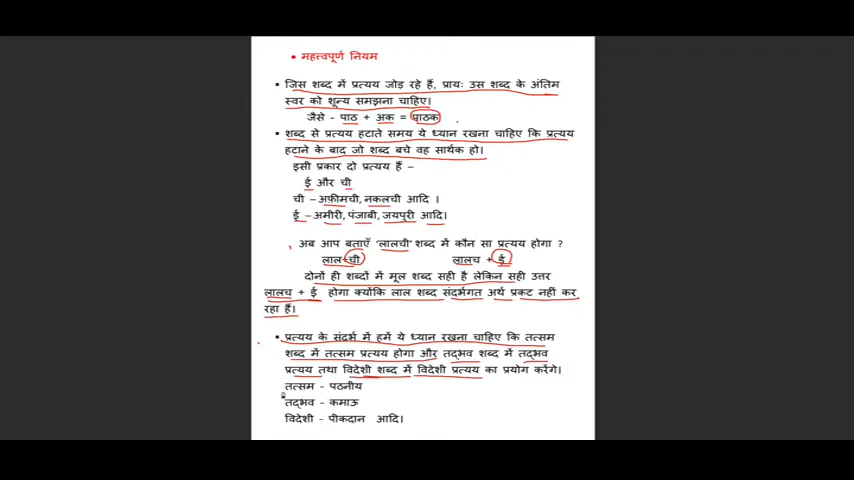 • महत्त्वपूर्ण नियम
▪ जिस शब्द में प्रत्यय जोड़ रहे हैं, प्रायः उस शब्द के अंतिम
स्वर को शून्य समझना चाहिए।
जैसे - पाठ + अक = पाठक
▪ शब्द से प्रत्यय हटाते समय ये ध्यान रखना चाहिए कि प्रत्यय
हटाने के बाद जो शब्द बचे वह सार्थक हो।
इसी प्रकार दो प्रत्यय हैं –
ई और ची
ची - अफ़ीमची, नकलची आदि ।
ई – अमीरी, पंजाबी, जयपुरी आदि।
अब आप बताएँ 'लालची' शब्द में कौन सा प्रत्यय होगा ?
लाल+ची लालच + ई
दोनों ही शब्दों में मूल शब्द सही है लेकिन सही उत्तर
लालच + ई होगा क्योंकि लाल शब्द संदर्भगत अर्थ प्रकट नहीं कर
रहा हैं।
▪ प्रत्यय के संदर्भ में हमें ये ध्यान रखना चाहिए कि तत्सम
शब्द में तत्सम प्रत्यय होगा और तद्भव शब्द में तद्भव
प्रत्यय तथा विदेशी शब्द में विदेशी प्रत्यय का प्रयोग करेंगे।
तत्सम - पठनीय
तद्भव - कमाऊ
विदेशी - पीकदान आदि।